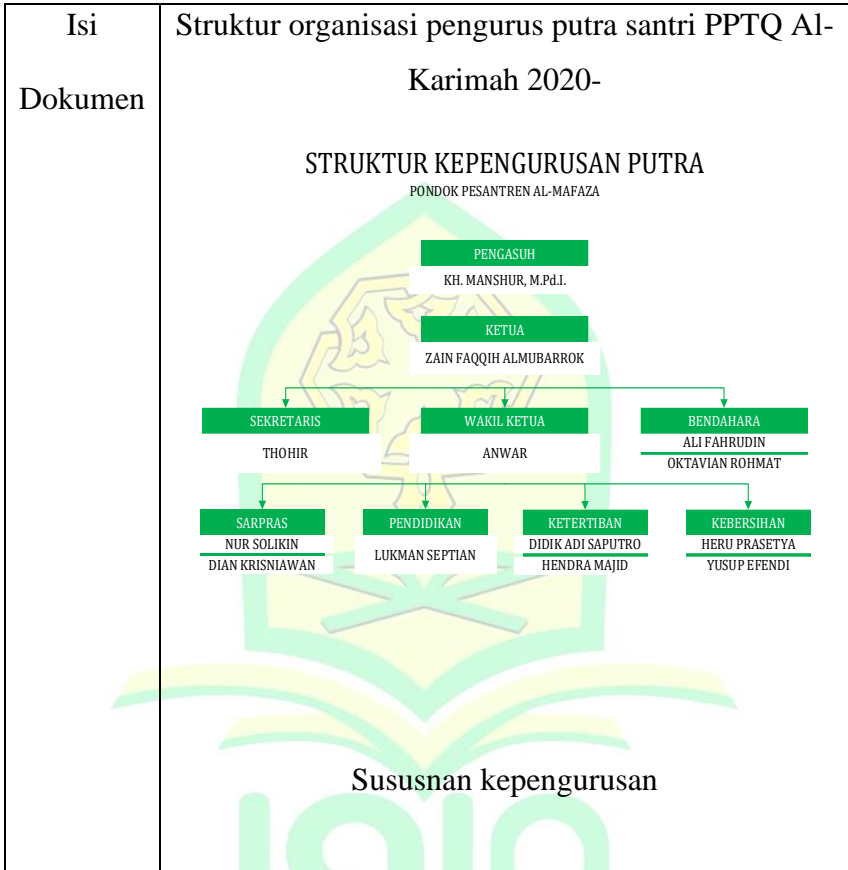 Isi
Dokumen
Struktur organisasi pengurus putra santri PPTQ Al-
Karimah 2020-
STRUKTUR KEPENGURUSAN PUTRA
PONDOK PESANTREN AL-MAFAZA
PENGASUH
KH. MANSHUR, M.Pd.I.
KETUA
ZAIN FAQQIH ALMUBARROK
SEKRETARIS
THOHIR
WAKIL KETUA
ANWAR
BENDAHARA
ALI FAHRUDIN
OKTAVIAN ROHMAT
SARPRAS
NUR SOLIKIN
DIAN KRISNIAWAN
PENDIDIKAN
LUKMAN SEPTIAN
KETERTIBAN
DIDIK ADI SAPUTRO
HENDRA MAJID
KEBERSIHAN
HERU PRASETYA
YUSUP EFENDI
Sususnan kepengurusan